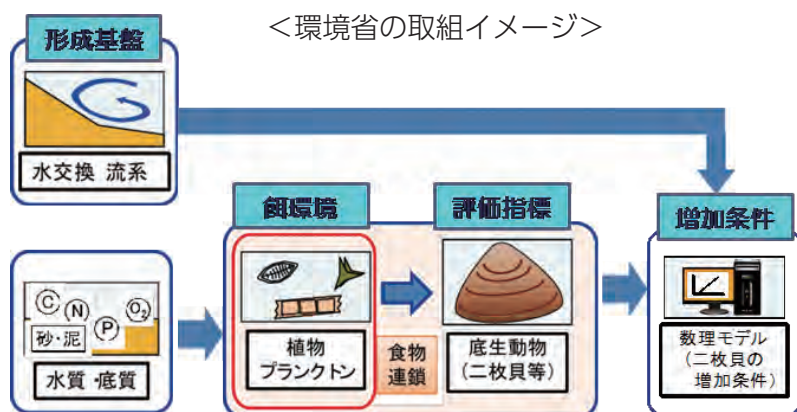 <環境省の取組イメージ>
形成基盤
水交換 流系
餌環境
評価指標
増加条件
C
N
O2
砂・泥
P
水質・底質
植物
プランクトン
食物
連鎖
底生動物
(二枚貝等)
数理モデル
(二枚貝の
増加条件)